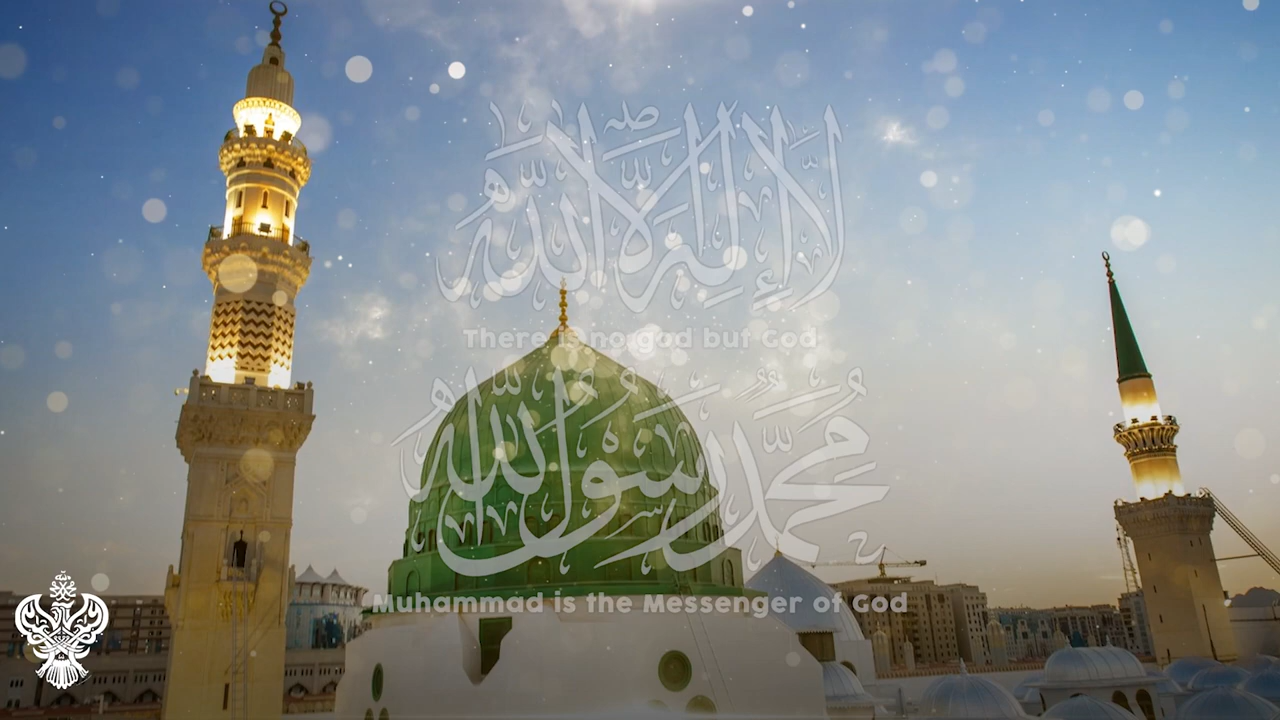 لا إله إلا الله
There is no god but God
محمد رسول الله
Muhammad is the Messenger of God